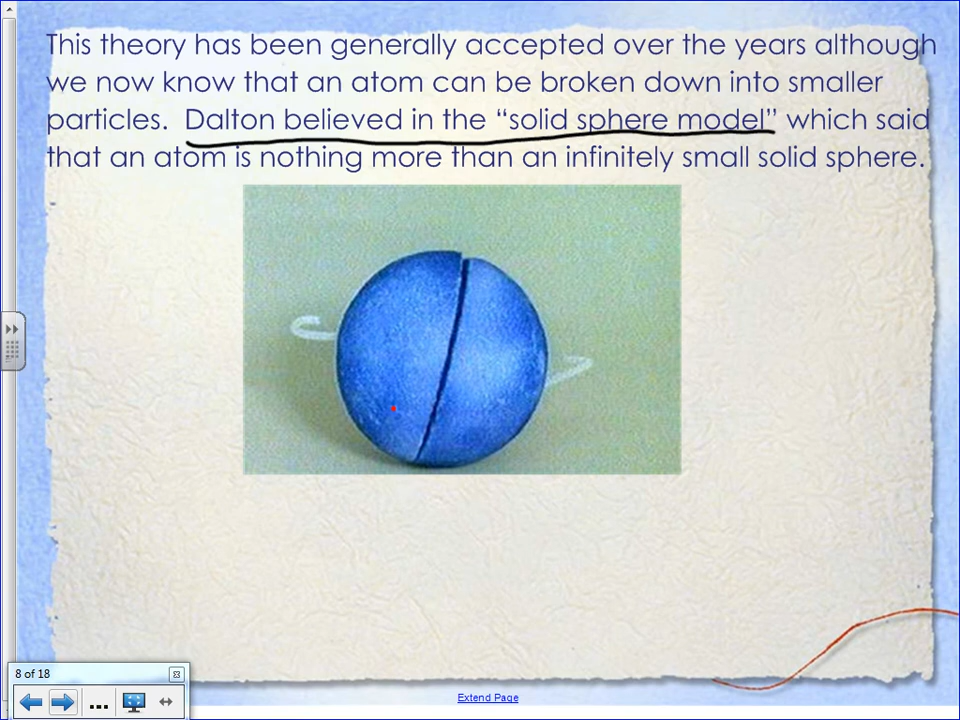 This theory has been generally accepted over the years although
we now know that an atom can be broken down into smaller
particles.  Dalton believed in the “solid sphere model” which said
that an atom is nothing more than an infinitely small solid sphere.
8 of 18
...
Extend Page